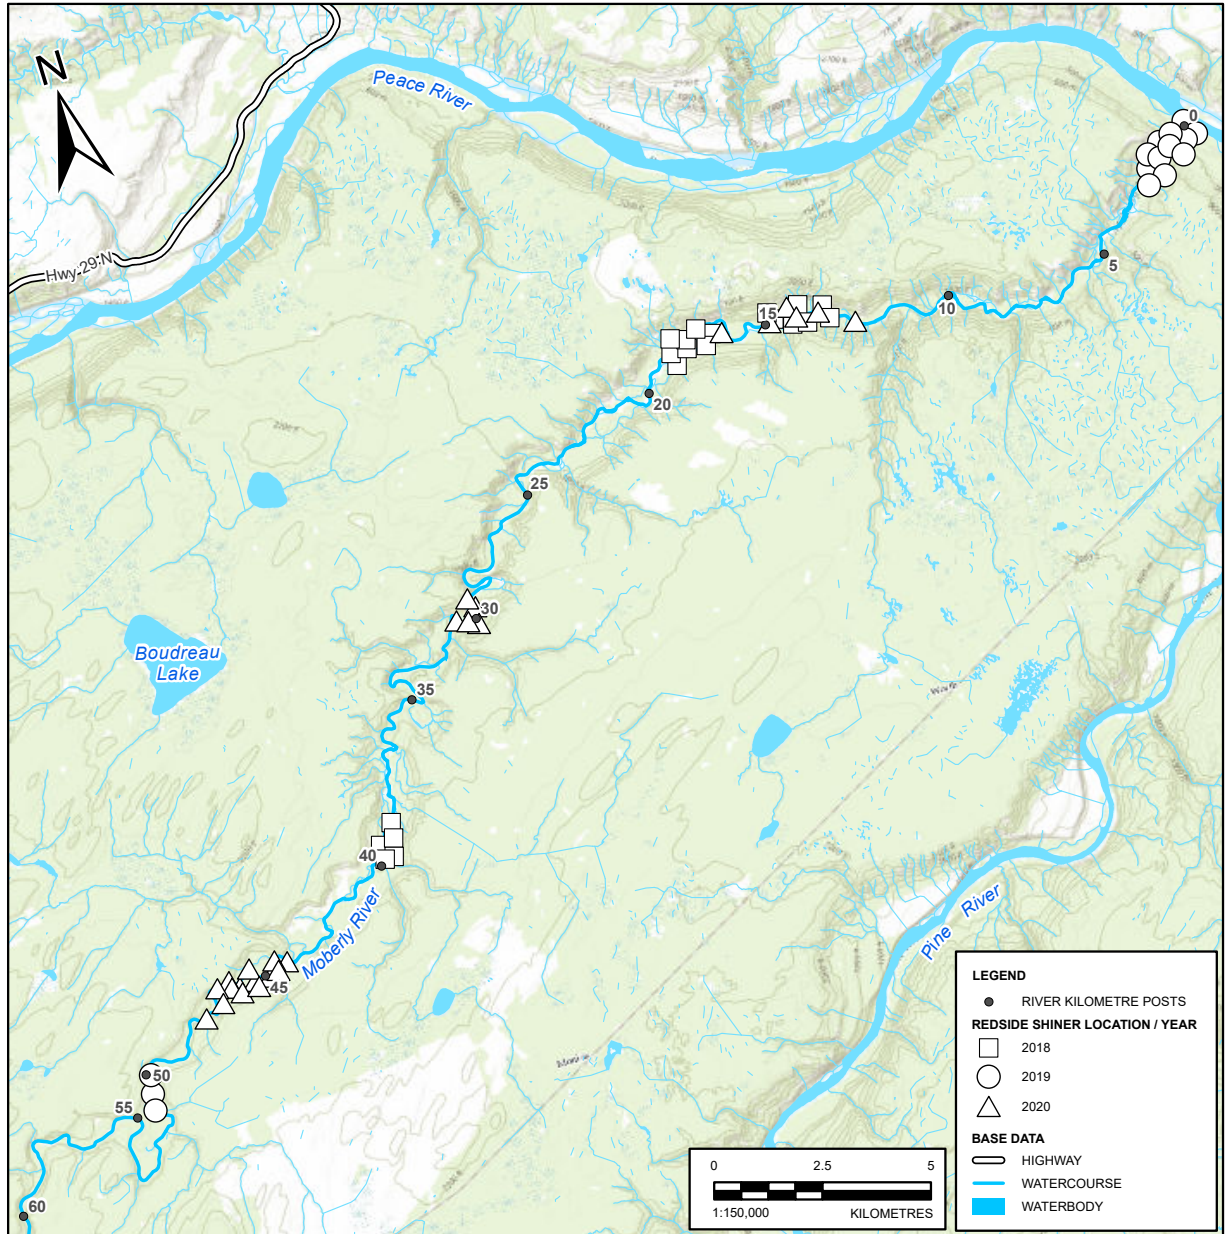 N
Peace River
Hwy 29 N
0
5
10
15
20
25
30
35
40
45
50
55
60
Boudreau
Lake
Moberly River
Pine River
LEGEND
RIVER KILOMETRE POSTS
REDSIDE SHINER LOCATION / YEAR
2018
2019
2020
BASE DATA
HIGHWAY
WATERCOURSE
WATERBODY
0 2.5 5
1:150,000 KILOMETRES